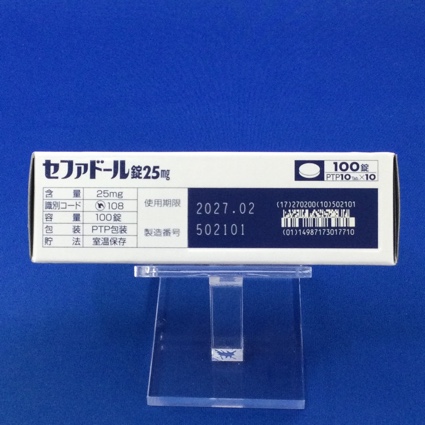 セファドール錠25mg
100錠
PTP10錠×10
含量 25mg
識別コード 108
容量 100錠
包装 PTP包装
貯法 室温保存
使用期限 2027.02
製造番号 502101
(17)270200(10)502101
(01)14987173017710